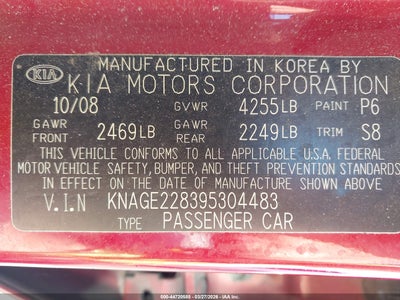 MANUFACTURED IN KOREA BY
KIA
KIA MOTORS CORPORATION
10/08 GVWR 4255LB PAINT P6
GAWR FRONT 2469LB GAWR REAR 2249LB TRIM S8
THIS VEHICLE CONFORMS TO ALL APPLICABLE U.S.A. FEDERAL
MOTOR VEHICLE SAFETY, BUMPER, AND THEFT PREVENTION STANDARDS
IN EFFECT ON THE DATE OF MANUFACTURE SHOWN ABOVE
V.I.N KNAGE228395304483
TYPE PASSENGER CAR